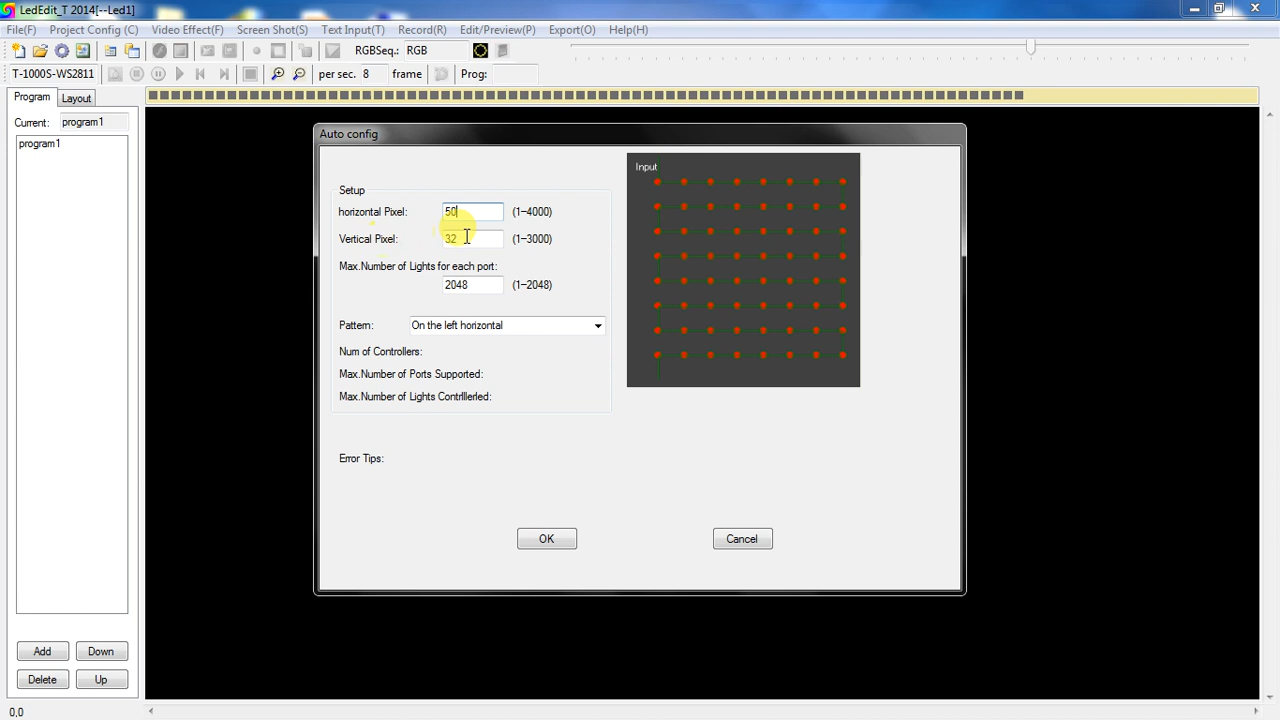 LedEdit_T 2014[--Led1]
File(F) Project Config (C) Video Effect(F) Screen Shot(S) Text Input(T) Record(R) Edit/Preview(P) Export(O) Help(H)
RGBSeq.: RGB
T-1000S-WS2811 per sec. 8 frame Prog:
Program Layout
Current: program1
program1
Auto config
Setup
horizontal Pixel: 50 (1-4000)
Vertical Pixel: 32 (1-3000)
Max.Number of Lights for each port:
2048 (1-2048)
Pattern: On the left horizontal
Num of Controllers:
Max.Number of Ports Supported:
Max.Number of Lights Contrlllerled:
Error Tips:
Input
OK Cancel
Add Down
Delete Up
0,0